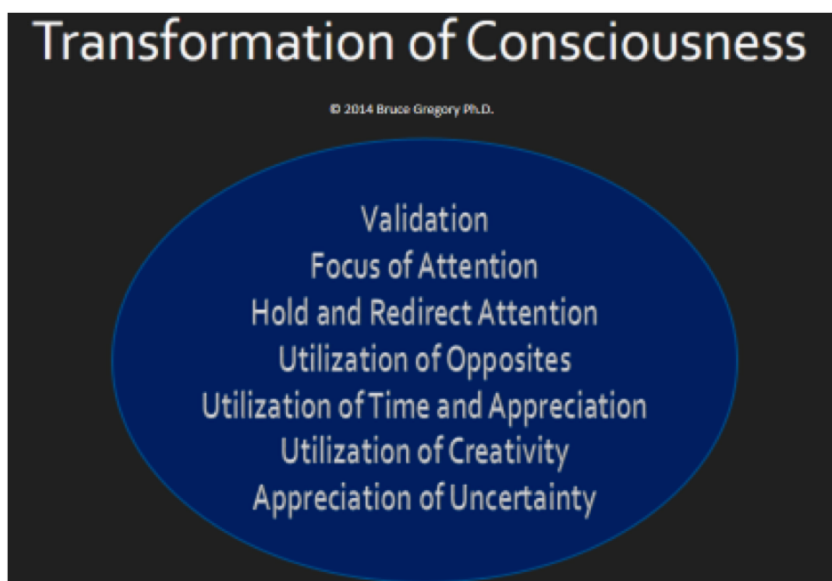 Transformation of Consciousness
© 2014 Bruce Gregory Ph.D.
Validation
Focus of Attention
Hold and Redirect Attention
Utilization of Opposites
Utilization of Time and Appreciation
Utilization of Creativity
Appreciation of Uncertainty